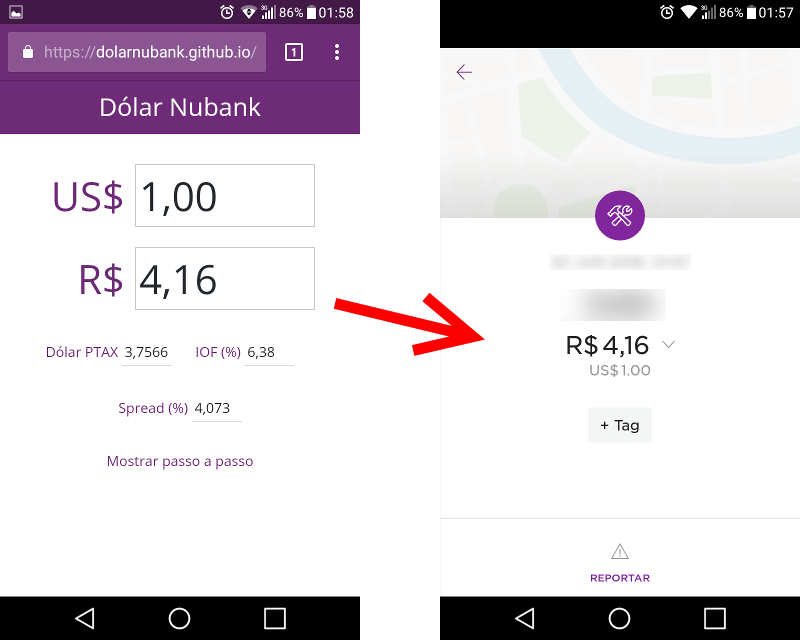 3G 86% 01:58
https://dolarnubank.github.io/ 1
Dólar Nubank
US$ 1,00
R$ 4,16
Dólar PTAX 3,7566 IOF (%) 6,38
Spread (%) 4,073
Mostrar passo a passo
3G 86% 01:57
R$ 4,16
US$ 1.00
+ Tag
REPORTAR